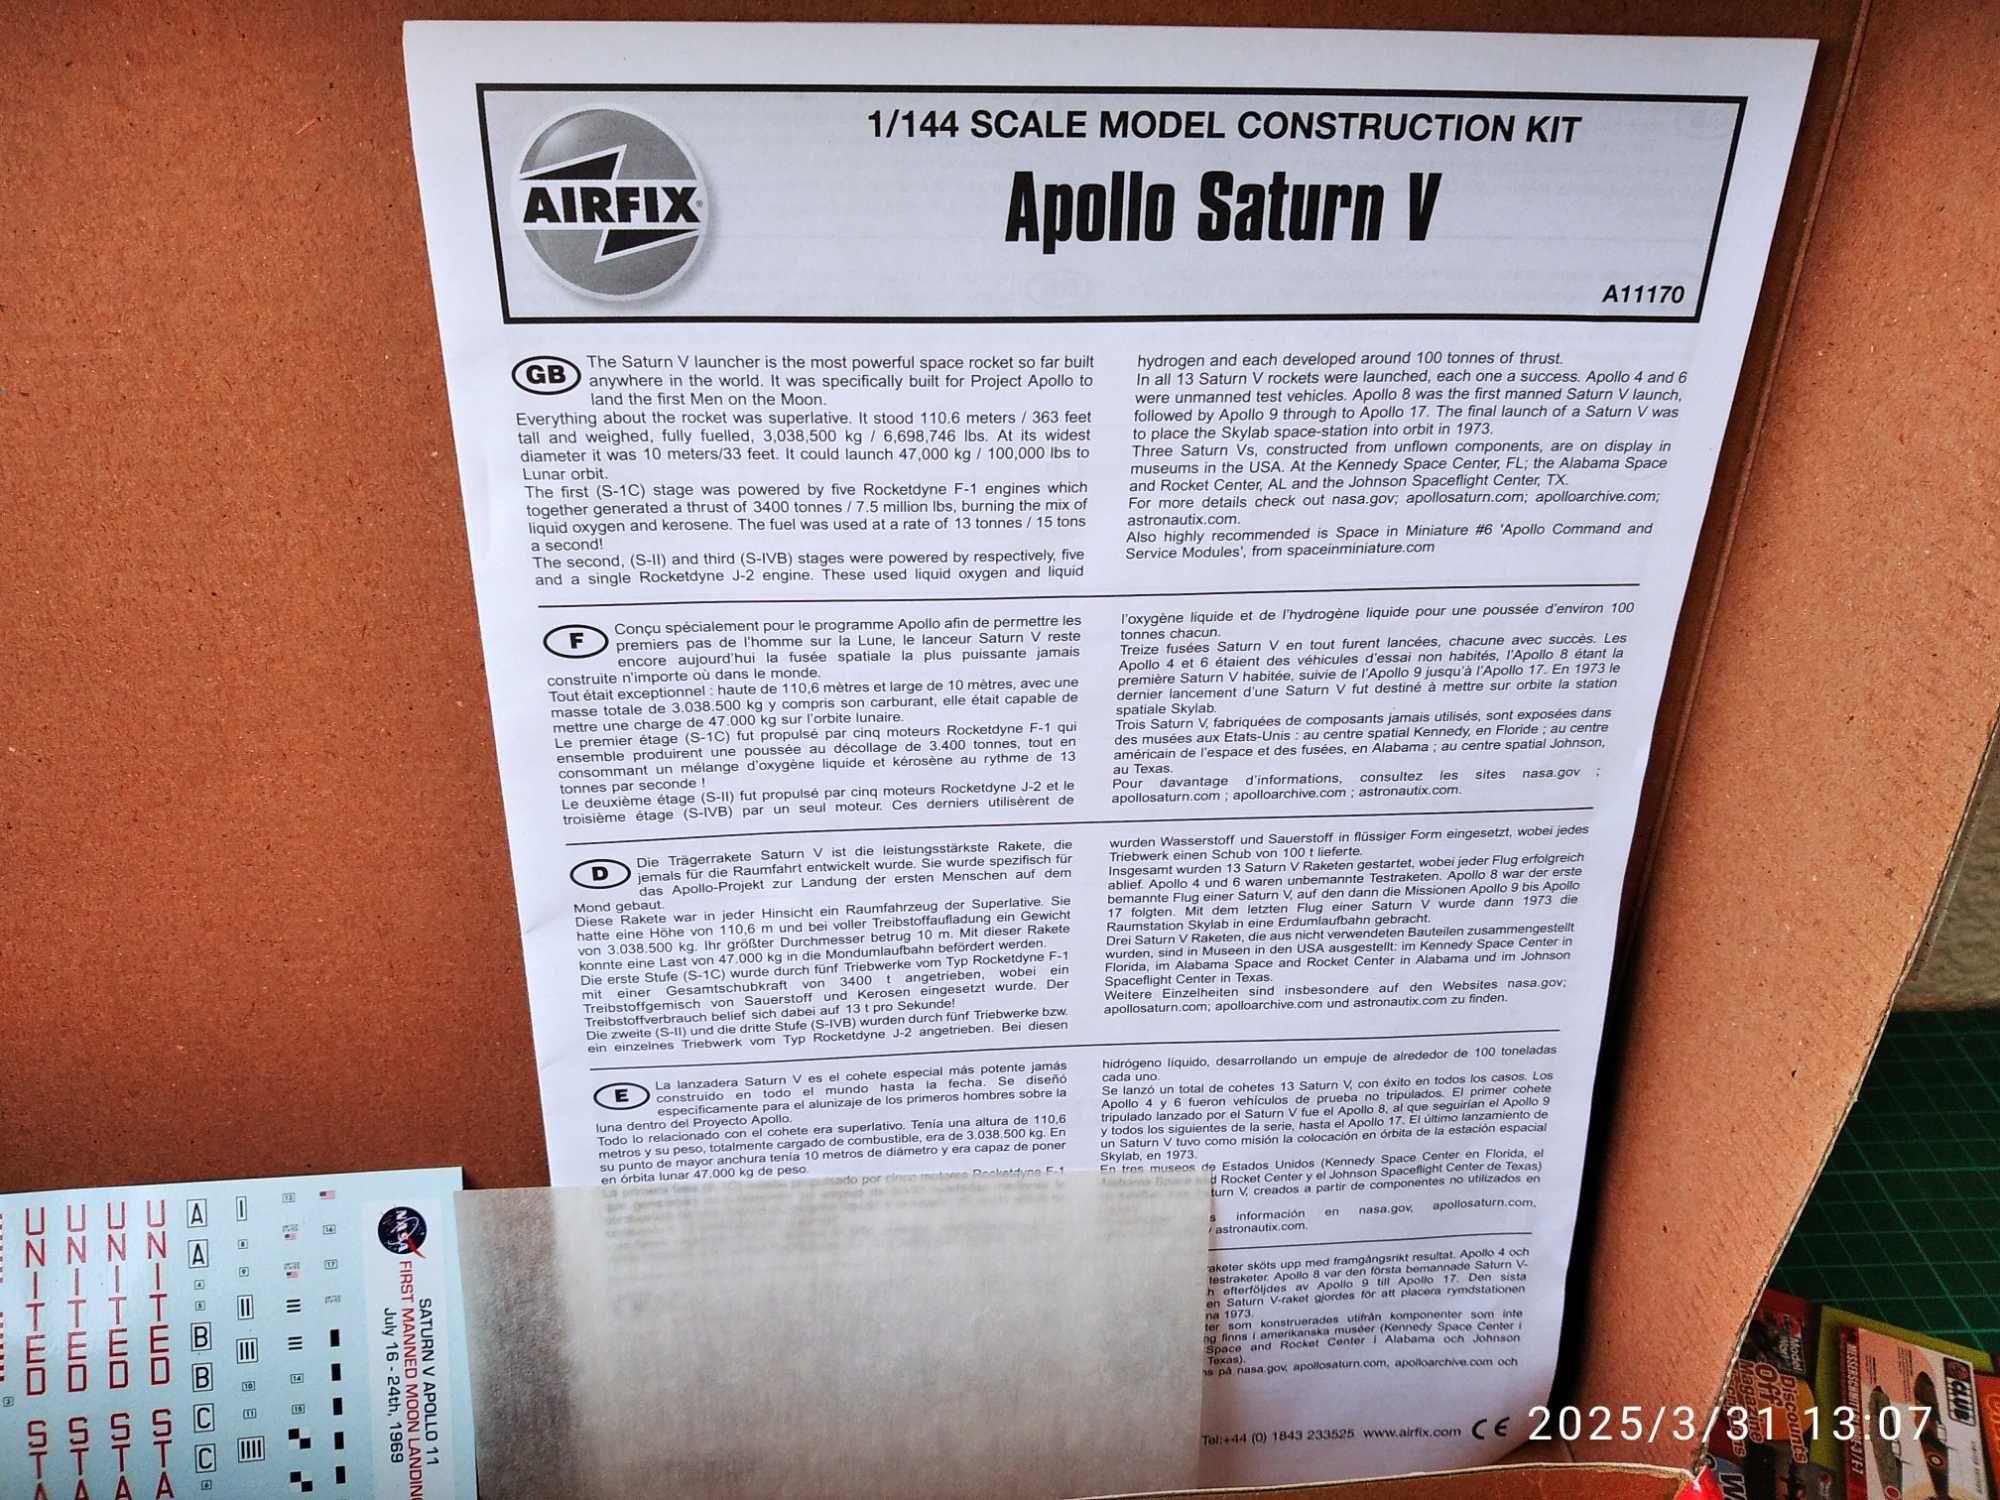 AIRFIX
1/144 SCALE MODEL CONSTRUCTION KIT
Apollo Saturn V
A11170
GB
The Saturn V launcher is the most powerful space rocket so far built
anywhere in the world. It was specifically built for Project Apollo to
land the first Men on the Moon.
Everything about the rocket was superlative. It stood 110.6 meters / 363 feet
tall and weighed, fully fuelled, 3,038,500 kg / 6,698,746 lbs. At its widest
diameter it was 10 meters/33 feet. It could launch 47,000 kg / 100,000 lbs to
Lunar orbit.
The first (S-1C) stage was powered by five Rocketdyne F-1 engines which
together generated a thrust of 3400 tonnes / 7.5 million lbs, burning the mix of
liquid oxygen and kerosene. The fuel was used at a rate of 13 tonnes / 15 tons
a second!
The second, (S-II) and third (S-IVB) stages were powered by respectively, five
and a single Rocketdyne J-2 engine. These used liquid oxygen and liquid
hydrogen and each developed around 100 tonnes of thrust.
In all 13 Saturn V rockets were launched, each one a success. Apollo 4 and 6
were unmanned test vehicles. Apollo 8 was the first manned Saturn V launch,
followed by Apollo 9 through to Apollo 17. The final launch of a Saturn V was
to place the Skylab space-station into orbit in 1973.
Three Saturn Vs, constructed from unflown components, are on display in
museums in the USA. At the Kennedy Space Center, FL; the Alabama Space
and Rocket Center, AL and the Johnson Spaceflight Center, TX.
For more details check out nasa.gov; apollosaturn.com; apolloarchive.com;
astronautix.com.
Also highly recommended is Space in Miniature #6 'Apollo Command and
Service Modules', from spaceinminiature.com
F
Conçu spécialement pour le programme Apollo afin de permettre les
premiers pas de l'homme sur la Lune, le lanceur Saturn V reste
encore aujourd'hui la fusée spatiale la plus puissante jamais
construite n'importe où dans le monde.
Tout était exceptionnel : haute de 110,6 mètres et large de 10 mètres, avec une
masse totale de 3.038.500 kg y compris son carburant, elle était capable de
mettre une charge de 47.000 kg sur l'orbite lunaire.
Le premier étage (S-1C) fut propulsé par cinq moteurs Rocketdyne F-1 qui
ensemble produirent une poussée au décollage de 3.400 tonnes, tout en
consommant un mélange d'oxygène liquide et kérosène au rythme de 13
tonnes par seconde !
Le deuxième étage (S-II) fut propulsé par cinq moteurs Rocketdyne J-2 et le
troisième étage (S-IVB) par un seul moteur. Ces derniers utilisèrent de
l'oxygène liquide et de l'hydrogène liquide pour une poussée d'environ 100
tonnes chacun.
Treize fusées Saturn V en tout furent lancées, chacune avec succès. Les
Apollo 4 et 6 étaient des véhicules d'essai non habités, l'Apollo 8 étant la
première Saturn V habitée, suivie de l'Apollo 9 jusqu'à l'Apollo 17. En 1973 le
dernier lancement d'une Saturn V fut destiné à mettre sur orbite la station
spatiale Skylab.
Trois Saturn V, fabriquées de composants jamais utilisés, sont exposées dans
des musées aux Etats-Unis : au centre spatial Kennedy, en Floride ; au centre
américain de l'espace et des fusées, en Alabama ; au centre spatial Johnson,
au Texas.
Pour davantage d'informations, consultez les sites nasa.gov ;
apollosaturn.com ; apolloarchive.com ; astronautix.com.
D
Die Trägerrakete Saturn V ist die leistungsstärkste Rakete, die
jemals für die Raumfahrt entwickelt wurde. Sie wurde spezifisch für
das Apollo-Projekt zur Landung der ersten Menschen auf dem
Mond gebaut.
Diese Rakete war in jeder Hinsicht ein Raumfahrzeug der Superlative. Sie
hatte eine Höhe von 110,6 m und bei voller Treibstoffaufladung ein Gewicht
von 3.038.500 kg. Ihr größter Durchmesser betrug 10 m. Mit dieser Rakete
konnte eine Last von 47.000 kg in die Mondumlaufbahn befördert werden.
Die erste Stufe (S-1C) wurde durch fünf Triebwerke vom Typ Rocketdyne F-1
mit einer Gesamtschubkraft von 3400 t angetrieben, wobei ein
Treibstoffgemisch von Sauerstoff und Kerosen eingesetzt wurde. Der
Treibstoffverbrauch belief sich dabei auf 13 t pro Sekunde!
Die zweite (S-II) und die dritte Stufe (S-IVB) wurden durch fünf Triebwerke bzw.
ein einzelnes Triebwerk vom Typ Rocketdyne J-2 angetrieben. Bei diesen
wurden Wasserstoff und Sauerstoff in flüssiger Form eingesetzt, wobei jedes
Triebwerk einen Schub von 100 t lieferte.
Insgesamt wurden 13 Saturn V Raketen gestartet, wobei jeder Flug erfolgreich
ablief. Apollo 4 und 6 waren unbemannte Testraketen. Apollo 8 war der erste
bemannte Flug einer Saturn V, auf den dann die Missionen Apollo 9 bis Apollo
17 folgten. Mit dem letzten Flug einer Saturn V wurde dann 1973 die
Raumstation Skylab in eine Erdumlaufbahn gebracht.
Drei Saturn V Raketen, die aus nicht verwendeten Bauteilen zusammengestellt
wurden, sind in Museen in den USA ausgestellt: im Kennedy Space Center in
Florida, im Alabama Space and Rocket Center in Alabama und im Johnson
Spaceflight Center in Texas.
Weitere Einzelheiten sind insbesondere auf den Websites nasa.gov;
apollosaturn.com; apolloarchive.com und astronautix.com zu finden.
E
La lanzadera Saturn V es el cohete especial más potente jamás
construido en todo el mundo hasta la fecha. Se diseñó
especificamente para el alunizaje de los primeros hombres sobre la
luna dentro del Proyecto Apollo.
Todo lo relacionado con el cohete era superlativo. Tenía una altura de 110,6
metros y su peso, totalmente cargado de combustible, era de 3.038.500 kg. En
su punto de mayor anchura tenía 10 metros de diámetro y era capaz de poner
en órbita lunar 47.000 kg de peso.
hidrógeno líquido, desarrollando un empuje de alrededor de 100 toneladas
cada uno.
Se lanzó un total de cohetes 13 Saturn V, con éxito en todos los casos. Los
Apollo 4 y 6 fueron vehículos de prueba no tripulados. El primer cohete
tripulado lanzado por el Saturn V fue el Apollo 8, al que seguirían el Apollo 9
y todos los siguientes de la serie, hasta el Apollo 17. El último lanzamiento de
un Saturn V tuvo como misión la colocación en órbita de la estación espacial
Skylab, en 1973.
En tres museos de Estados Unidos (Kennedy Space Center en Florida, el
d Rocket Center y el Johnson Spaceflight Center de Texas)
turn V, creados a partir de componentes no utilizados en
s información en nasa.gov, apollosaturn.com,
astronautix.com.
raketer sköts upp med framgångsrikt resultat. Apollo 4 och
testraketer. Apollo 8 var den första bemannade Saturn V-
h efterföljdes av Apollo 9 till Apollo 17. Den sista
en Saturn V-raket gjordes för att placera rymdstationen
na 1973.
ter som konstruerades utifrån komponenter som inte
ng finns i amerikanska muséer (Kennedy Space Center i
Space and Rocket Center i Alabama och Johnson
Texas).
ns på nasa.gov, apollosaturn.com, apolloarchive.com och
Tel:+44 (0) 1843 233525 www.airfix.com CE
UNITED STA
UNITED STA
UNITED STA
UNITED STA
A
A
B
B
C
C
NASA
SATURN V APOLLO 11
FIRST MANNED MOON LANDING
July 16 - 24th, 1969
Discounts
Off
CLUB
2025/3/31 13:07